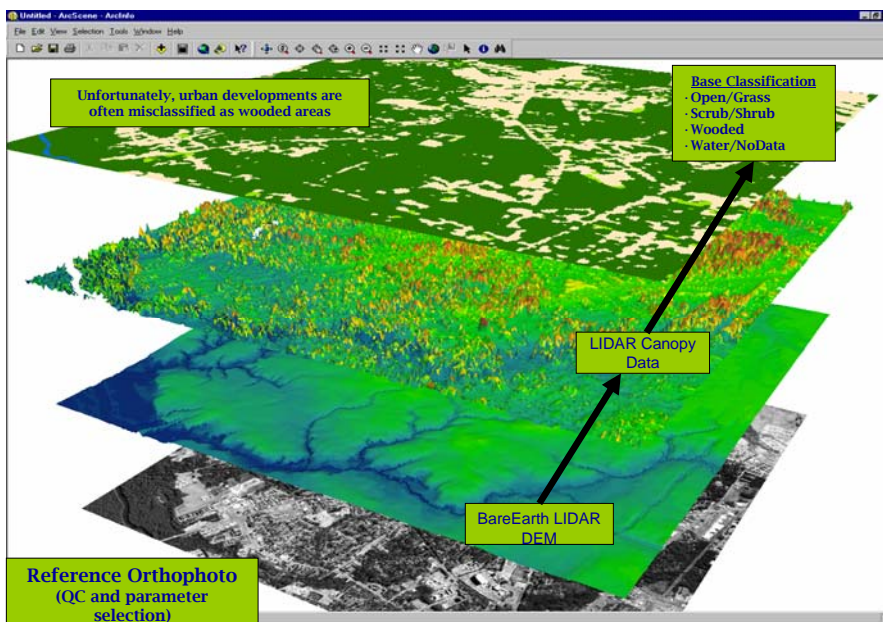 Untitled - ArcScene - ArcInfo
File Edit View Selection Tools Window Help
Unfortunately, urban developments are
often misclassified as wooded areas
Base Classification
· Open/Grass
· Scrub/Shrub
· Wooded
· Water/NoData
LIDAR Canopy
Data
BareEarth LIDAR
DEM
Reference Orthophoto
(QC and parameter
selection)